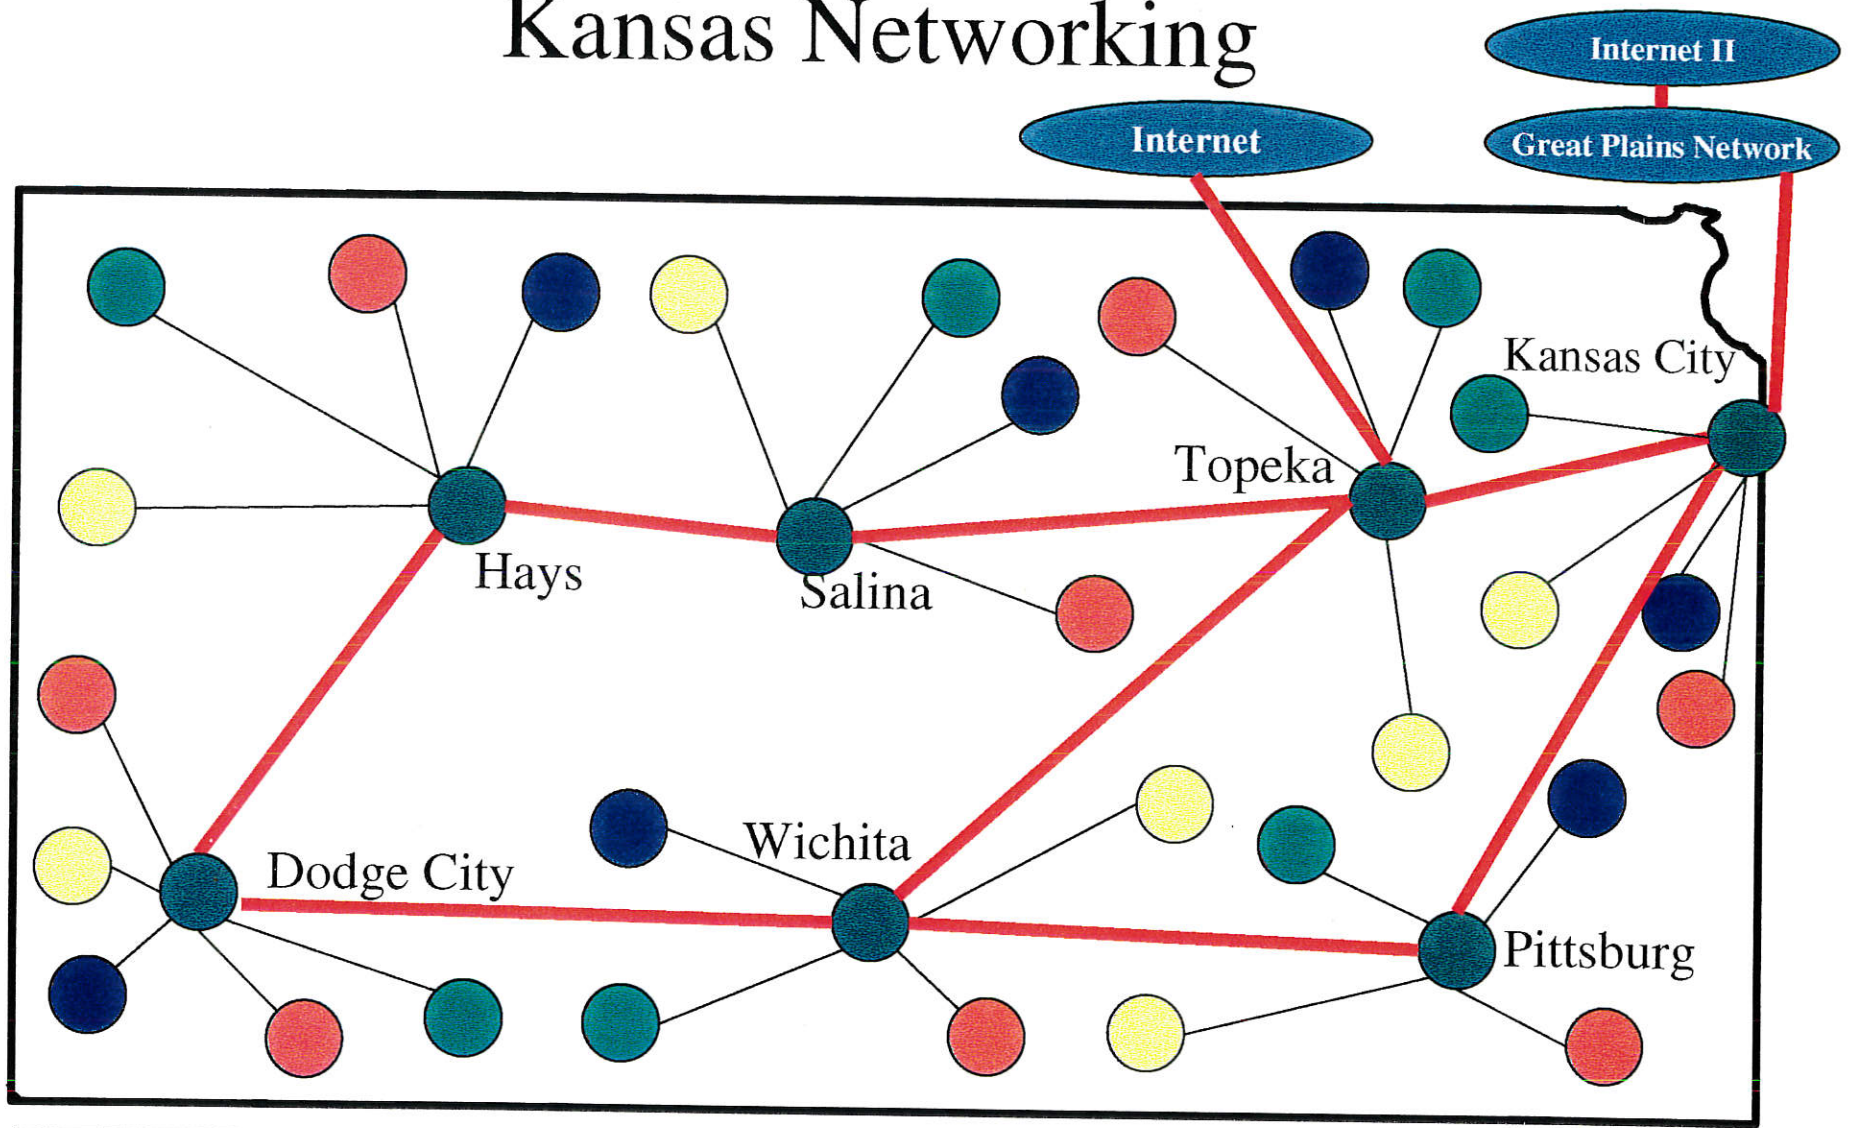 Kansas Networking
Internet II
Internet
Great Plains Network
Kansas City
Topeka
Hays
Salina
Wichita
Dodge City
Pittsburg